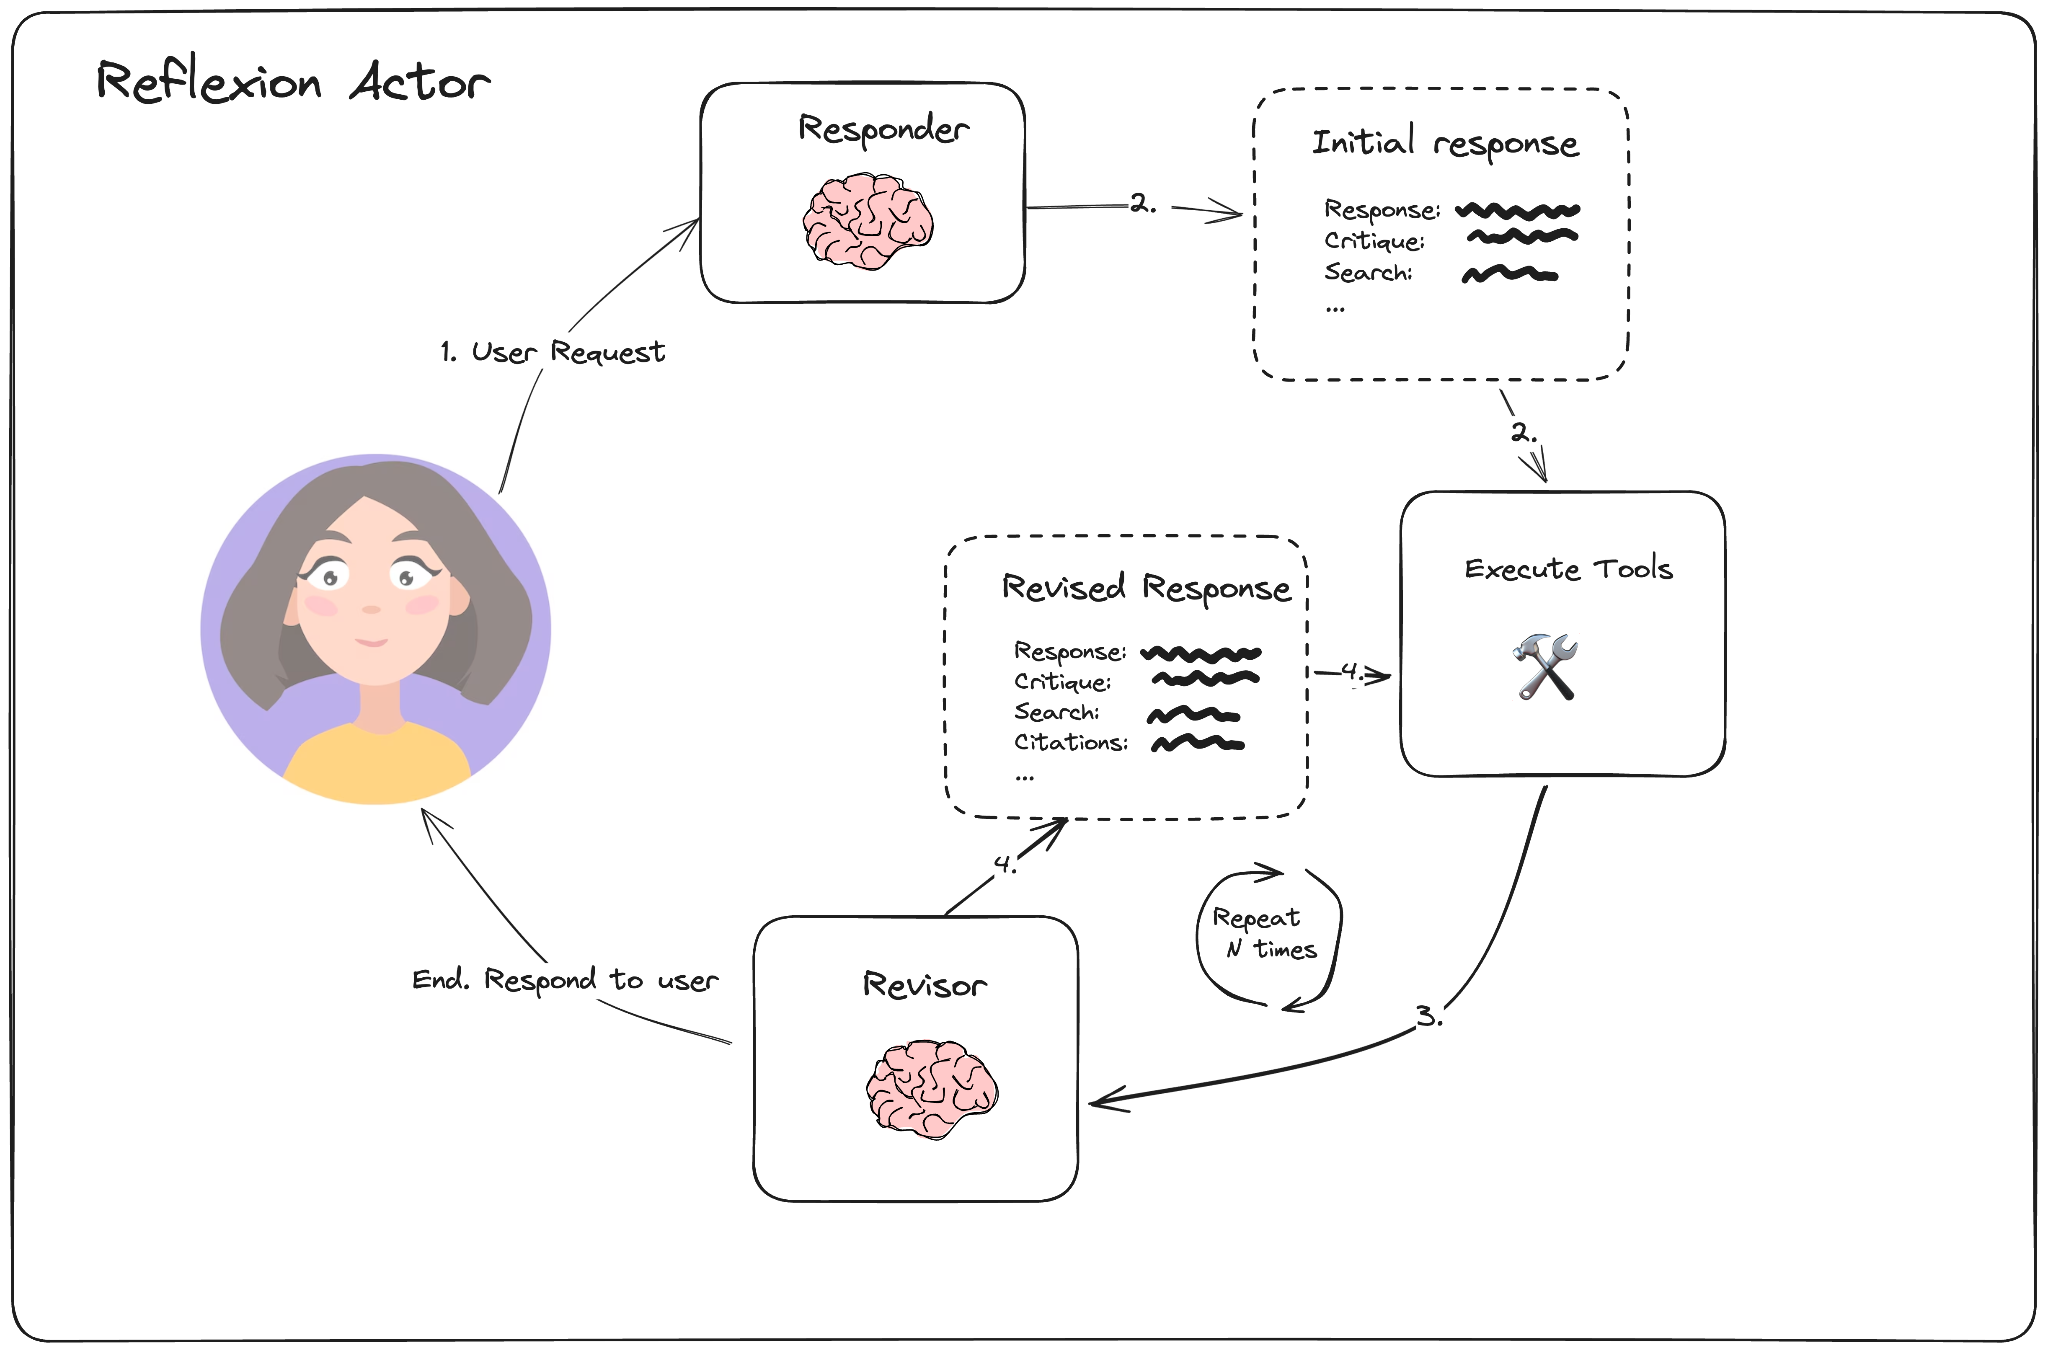 Reflexion Actor
Responder
Initial response
Response:
Critique:
Search:
...
2.
1. User Request
2.
Execute Tools
Revised Response
Response:
Critique:
Search:
Citations:
...
4.
4.
Repeat
N times
3.
Revisor
End. Respond to user